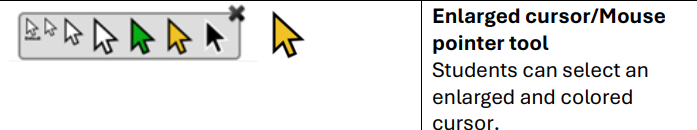 Enlarged cursor/Mouse
pointer tool
Students can select an
enlarged and colored
cursor.